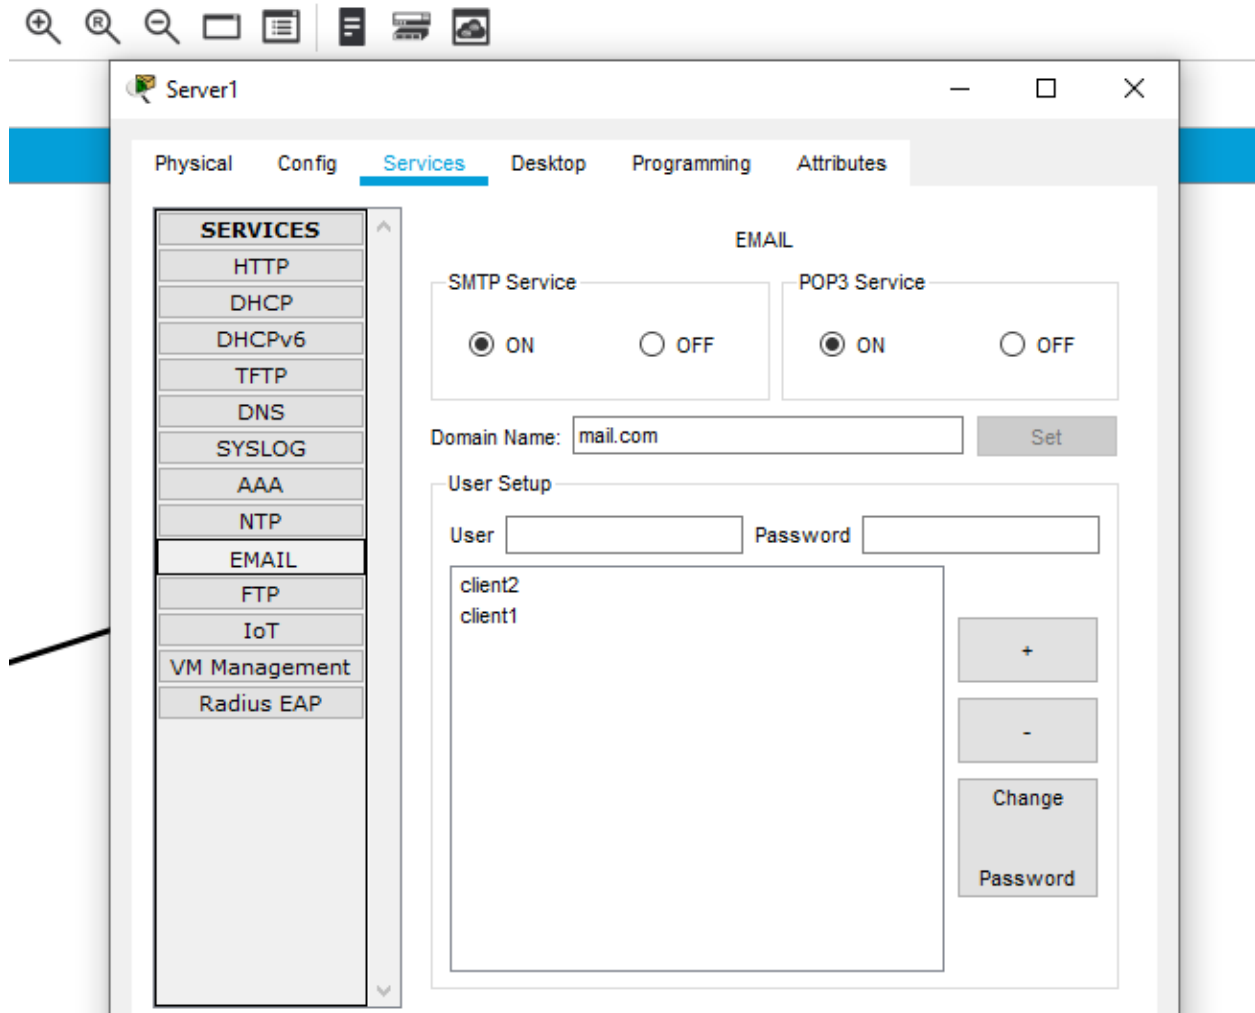 Server1
Physical Config Services Desktop Programming Attributes
SERVICES
HTTP
DHCP
DHCPv6
TFTP
DNS
SYSLOG
AAA
NTP
EMAIL
FTP
IoT
VM Management
Radius EAP
EMAIL
SMTP Service
ON OFF
POP3 Service
ON OFF
Domain Name: mail.com Set
User Setup
User Password
client2
client1
+
-
Change
Password